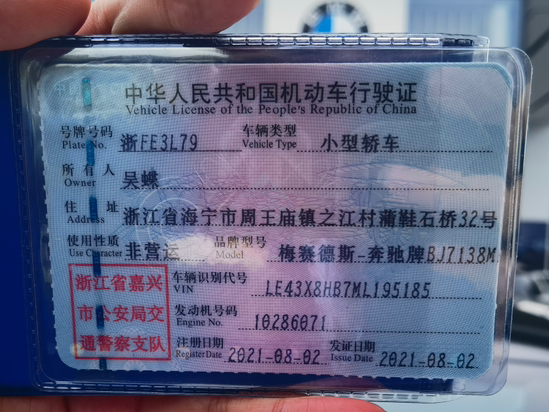 中华人民共和国机动车行驶证
Vehicle License of the People's Republic of China
号牌号码 浙FE3L79 车辆类型 小型轿车
Plate No. Vehicle Type
所有人 吴蝶
Owner
住址 浙江省海宁市周王庙镇之江村蒲鞋石桥32号
Address
使用性质 非营运 品牌型号 梅赛德斯-奔驰牌BJ7138M
Use Character Model
浙江省嘉兴
市公安局交
通警察支队
车辆识别代号 LE43X8HB7ML195185
VIN
发动机号码 10286071
Engine No.
注册日期 2021-08-02 发证日期 2021-08-02
Register Date Issue Date